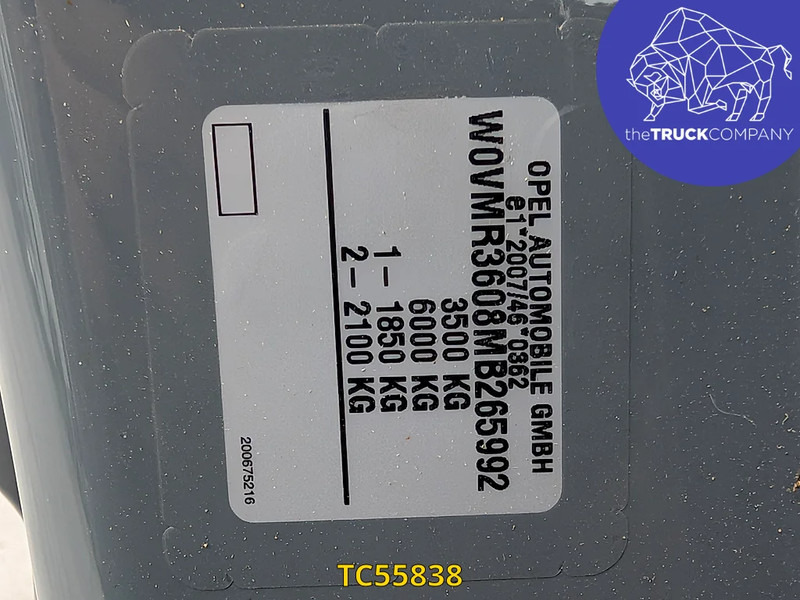 OPEL AUTOMOBILE GMBH
e1*2007/46*0362
W0VMR3608MB265992
3500 KG
6000 KG
1 - 1850 KG
2 - 2100 KG
200675216
theTRUCKCOMPANY
TC55838